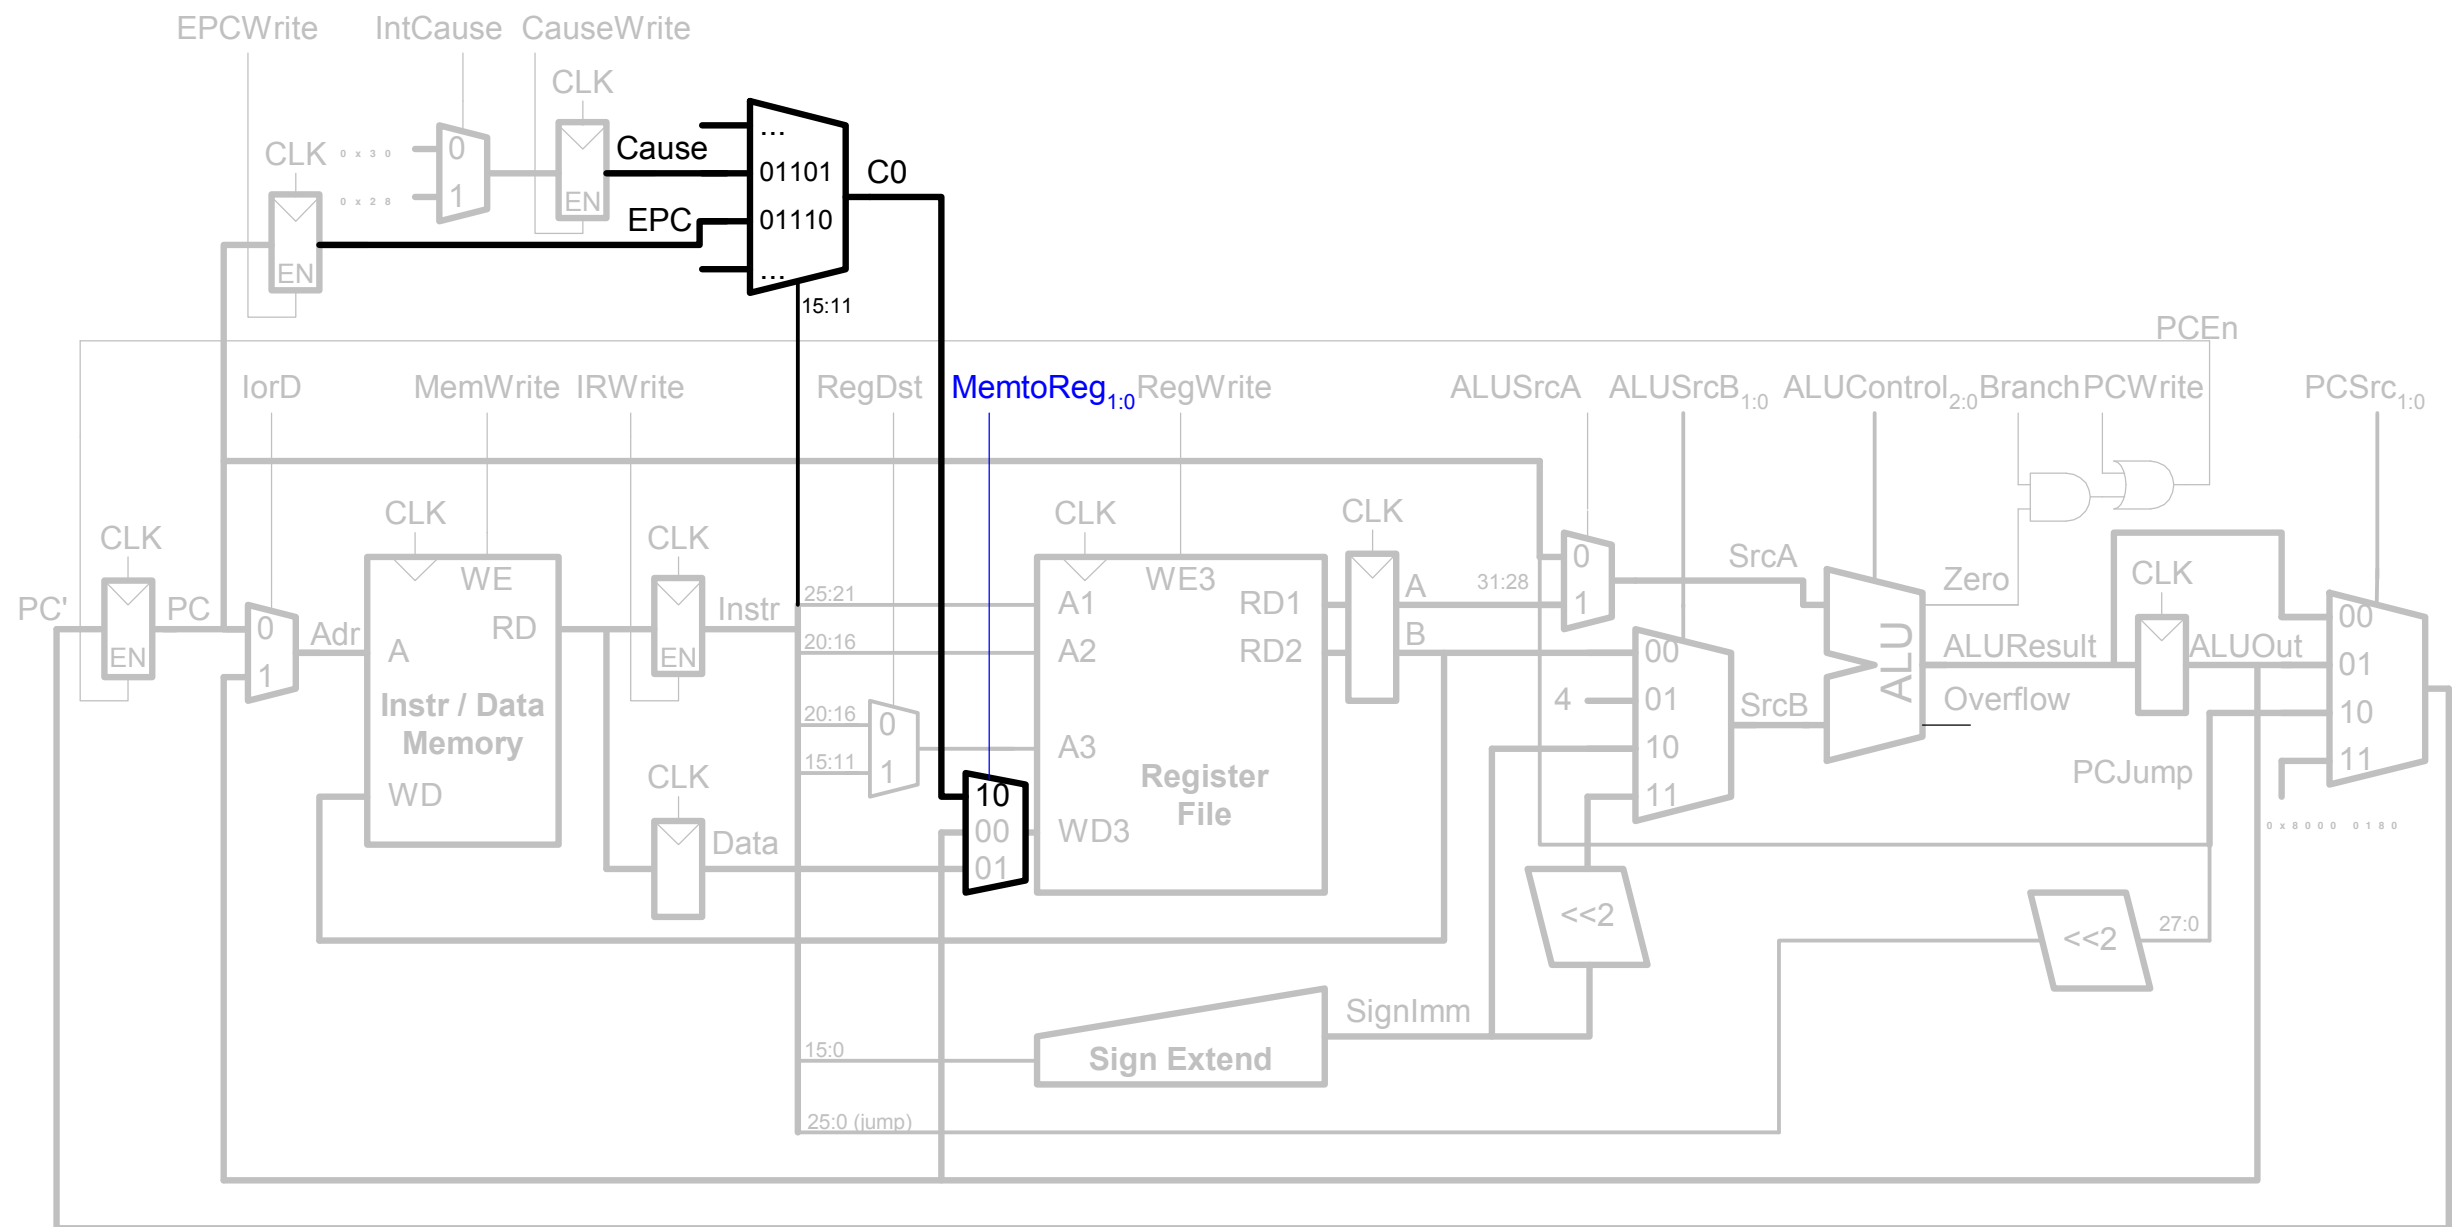 EPCWrite IntCause CauseWrite
CLK
CLK 0x30 0 Cause ... 01101 C0
0x28 1 EN EPC 01110
EN ...
15:11
PCEn
IorD MemWrite IRWrite RegDst MemtoReg1:0 RegWrite ALUSrcA ALUSrcB1:0 ALUControl2:0 Branch PCWrite PCSrc1:0
CLK CLK CLK CLK CLK
WE WE3 0 SrcA Zero CLK
PC' PC 0 Adr A RD Instr 25:21 A1 RD1 A 31:28 1 00
EN 1 EN 20:16 A2 RD2 B 00 ALU ALUResult ALUOut 01
Instr / Data 20:16 0 4 01 SrcB Overflow 10
Memory 15:11 1 A3 10 PCJump 11
WD CLK 10 Register 11
Data 00 WD3 File 0x8000 0180
01
<<2 <<2 27:0
SignImm
15:0 Sign Extend
25:0 (jump)